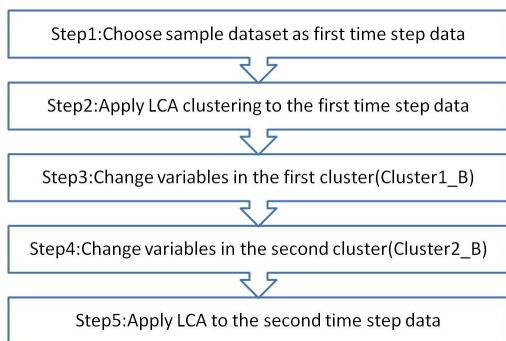 Step1:Choose sample dataset as first time step data
Step2:Apply LCA clustering to the first time step data
Step3:Change variables in the first cluster(Cluster1_B)
Step4:Change variables in the second cluster(Cluster2_B)
Step5:Apply LCA to the second time step data